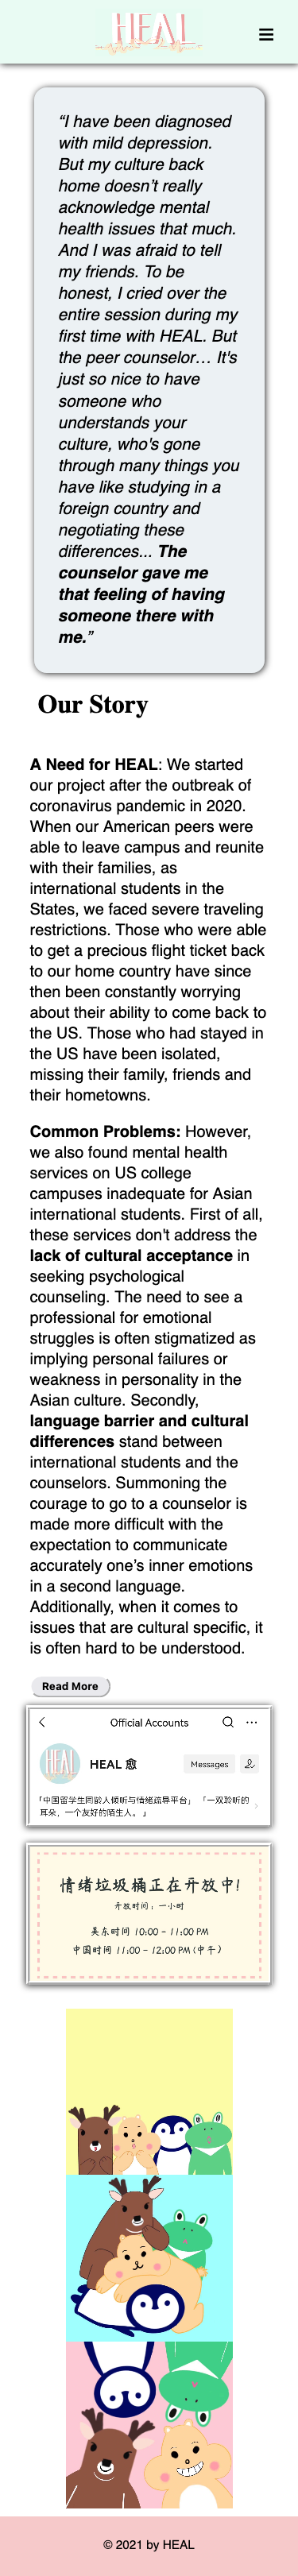 HEAL
“I have been diagnosed
with mild depression.
But my culture back
home doesn’t really
acknowledge mental
health issues that much.
And I was afraid to tell
my friends. To be
honest, I cried over the
entire session during my
first time with HEAL. But
the peer counselor… It's
just so nice to have
someone who
understands your
culture, who's gone
through many things you
have like studying in a
foreign country and
negotiating these
differences... The
counselor gave me
that feeling of having
someone there with
me.”
Our Story
A Need for HEAL: We started
our project after the outbreak of
coronavirus pandemic in 2020.
When our American peers were
able to leave campus and reunite
with their families, as
international students in the
States, we faced severe traveling
restrictions. Those who were able
to get a precious flight ticket back
to our home country have since
then been constantly worrying
about their ability to come back to
the US. Those who had stayed in
the US have been isolated,
missing their family, friends and
their hometowns.
Common Problems: However,
we also found mental health
services on US college
campuses inadequate for Asian
international students. First of all,
these services don't address the
lack of cultural acceptance in
seeking psychological
counseling. The need to see a
professional for emotional
struggles is often stigmatized as
implying personal failures or
weakness in personality in the
Asian culture. Secondly,
language barrier and cultural
differences stand between
international students and the
counselors. Summoning the
courage to go to a counselor is
made more difficult with the
expectation to communicate
accurately one’s inner emotions
in a second language.
Additionally, when it comes to
issues that are cultural specific, it
is often hard to be understood.
Read More
Official Accounts
HEAL
HEAL 愈
Messages
「中国留学生同龄人倾听与情绪疏导平台」 「一双聆听的
耳朵，一个友好的陌生人。 」
情绪垃圾桶正在开放中!
开放时间：一小时
美东时间 10:00 - 11:00 PM
中国时间 11:00 - 12:00 PM (中午)
© 2021 by HEAL